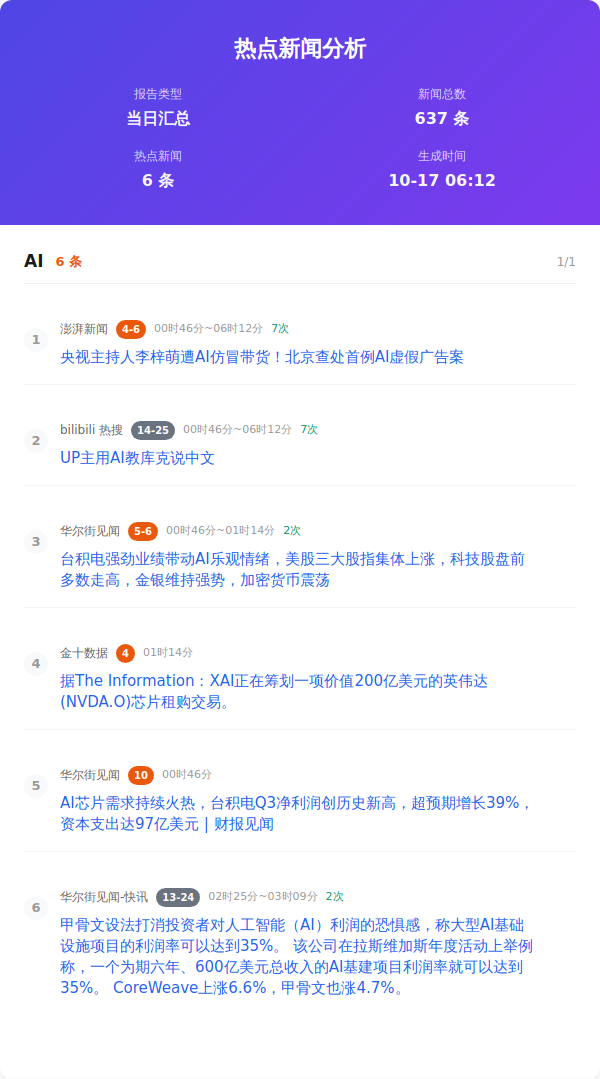 热点新闻分析
报告类型
新闻总数
当日汇总
637 条
热点新闻
生成时间
6 条
10-17 06:12
AI 6 条 1/1
1 澎湃新闻 4-6 00时46分~06时12分 7次
央视主持人李梓萌遭AI仿冒带货！北京查处首例AI虚假广告案
2 bilibili 热搜 14-25 00时46分~06时12分 7次
UP主用AI教库克说中文
3 华尔街见闻 5-6 00时46分~01时14分 2次
台积电强劲业绩带动AI乐观情绪，美股三大股指集体上涨，科技股盘前
多数走高，金银维持强势，加密货币震荡
4 金十数据 4 01时14分
据The Information：XAI正在筹划一项价值200亿美元的英伟达
(NVDA.O)芯片租购交易。
5 华尔街见闻 10 00时46分
AI芯片需求持续火热，台积电Q3净利润创历史新高，超预期增长39%，
资本支出达97亿美元 | 财报见闻
6 华尔街见闻-快讯 13-24 02时25分~03时09分 2次
甲骨文设法打消投资者对人工智能（AI）利润的恐惧感，称大型AI基础
设施项目的利润率可以达到35%。 该公司在拉斯维加斯年度活动上举例
称，一个为期六年、600亿美元总收入的AI基建项目利润率就可以达到
35%。 CoreWeave上涨6.6%，甲骨文也涨4.7%。